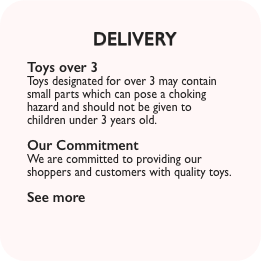 DELIVERY
Toys over 3
Toys designated for over 3 may contain
small parts which can pose a choking
hazard and should not be given to
children under 3 years old.
Our Commitment
We are committed to providing our
shoppers and customers with quality toys.
See more